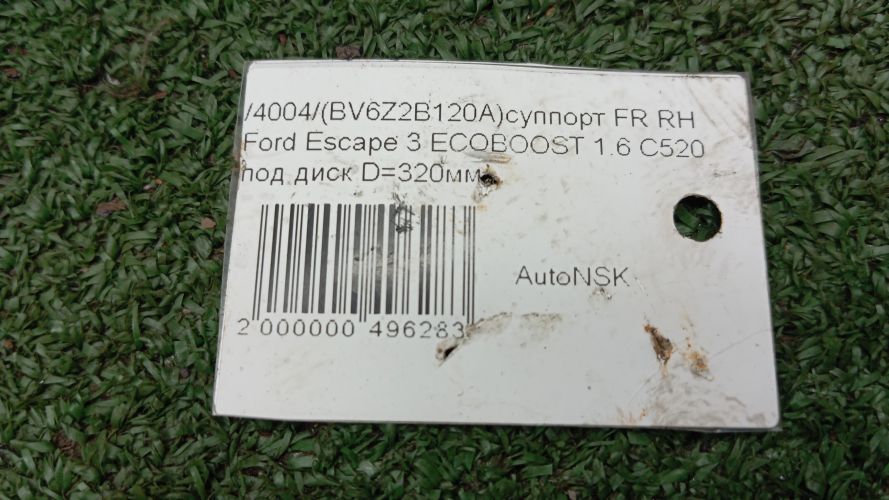 /4004/(BV6Z2B120A)суппорт FR RH
Ford Escape 3 ECOBOOST 1.6 C520
под диск D=320мм
AutoNSK
2 000000 496283